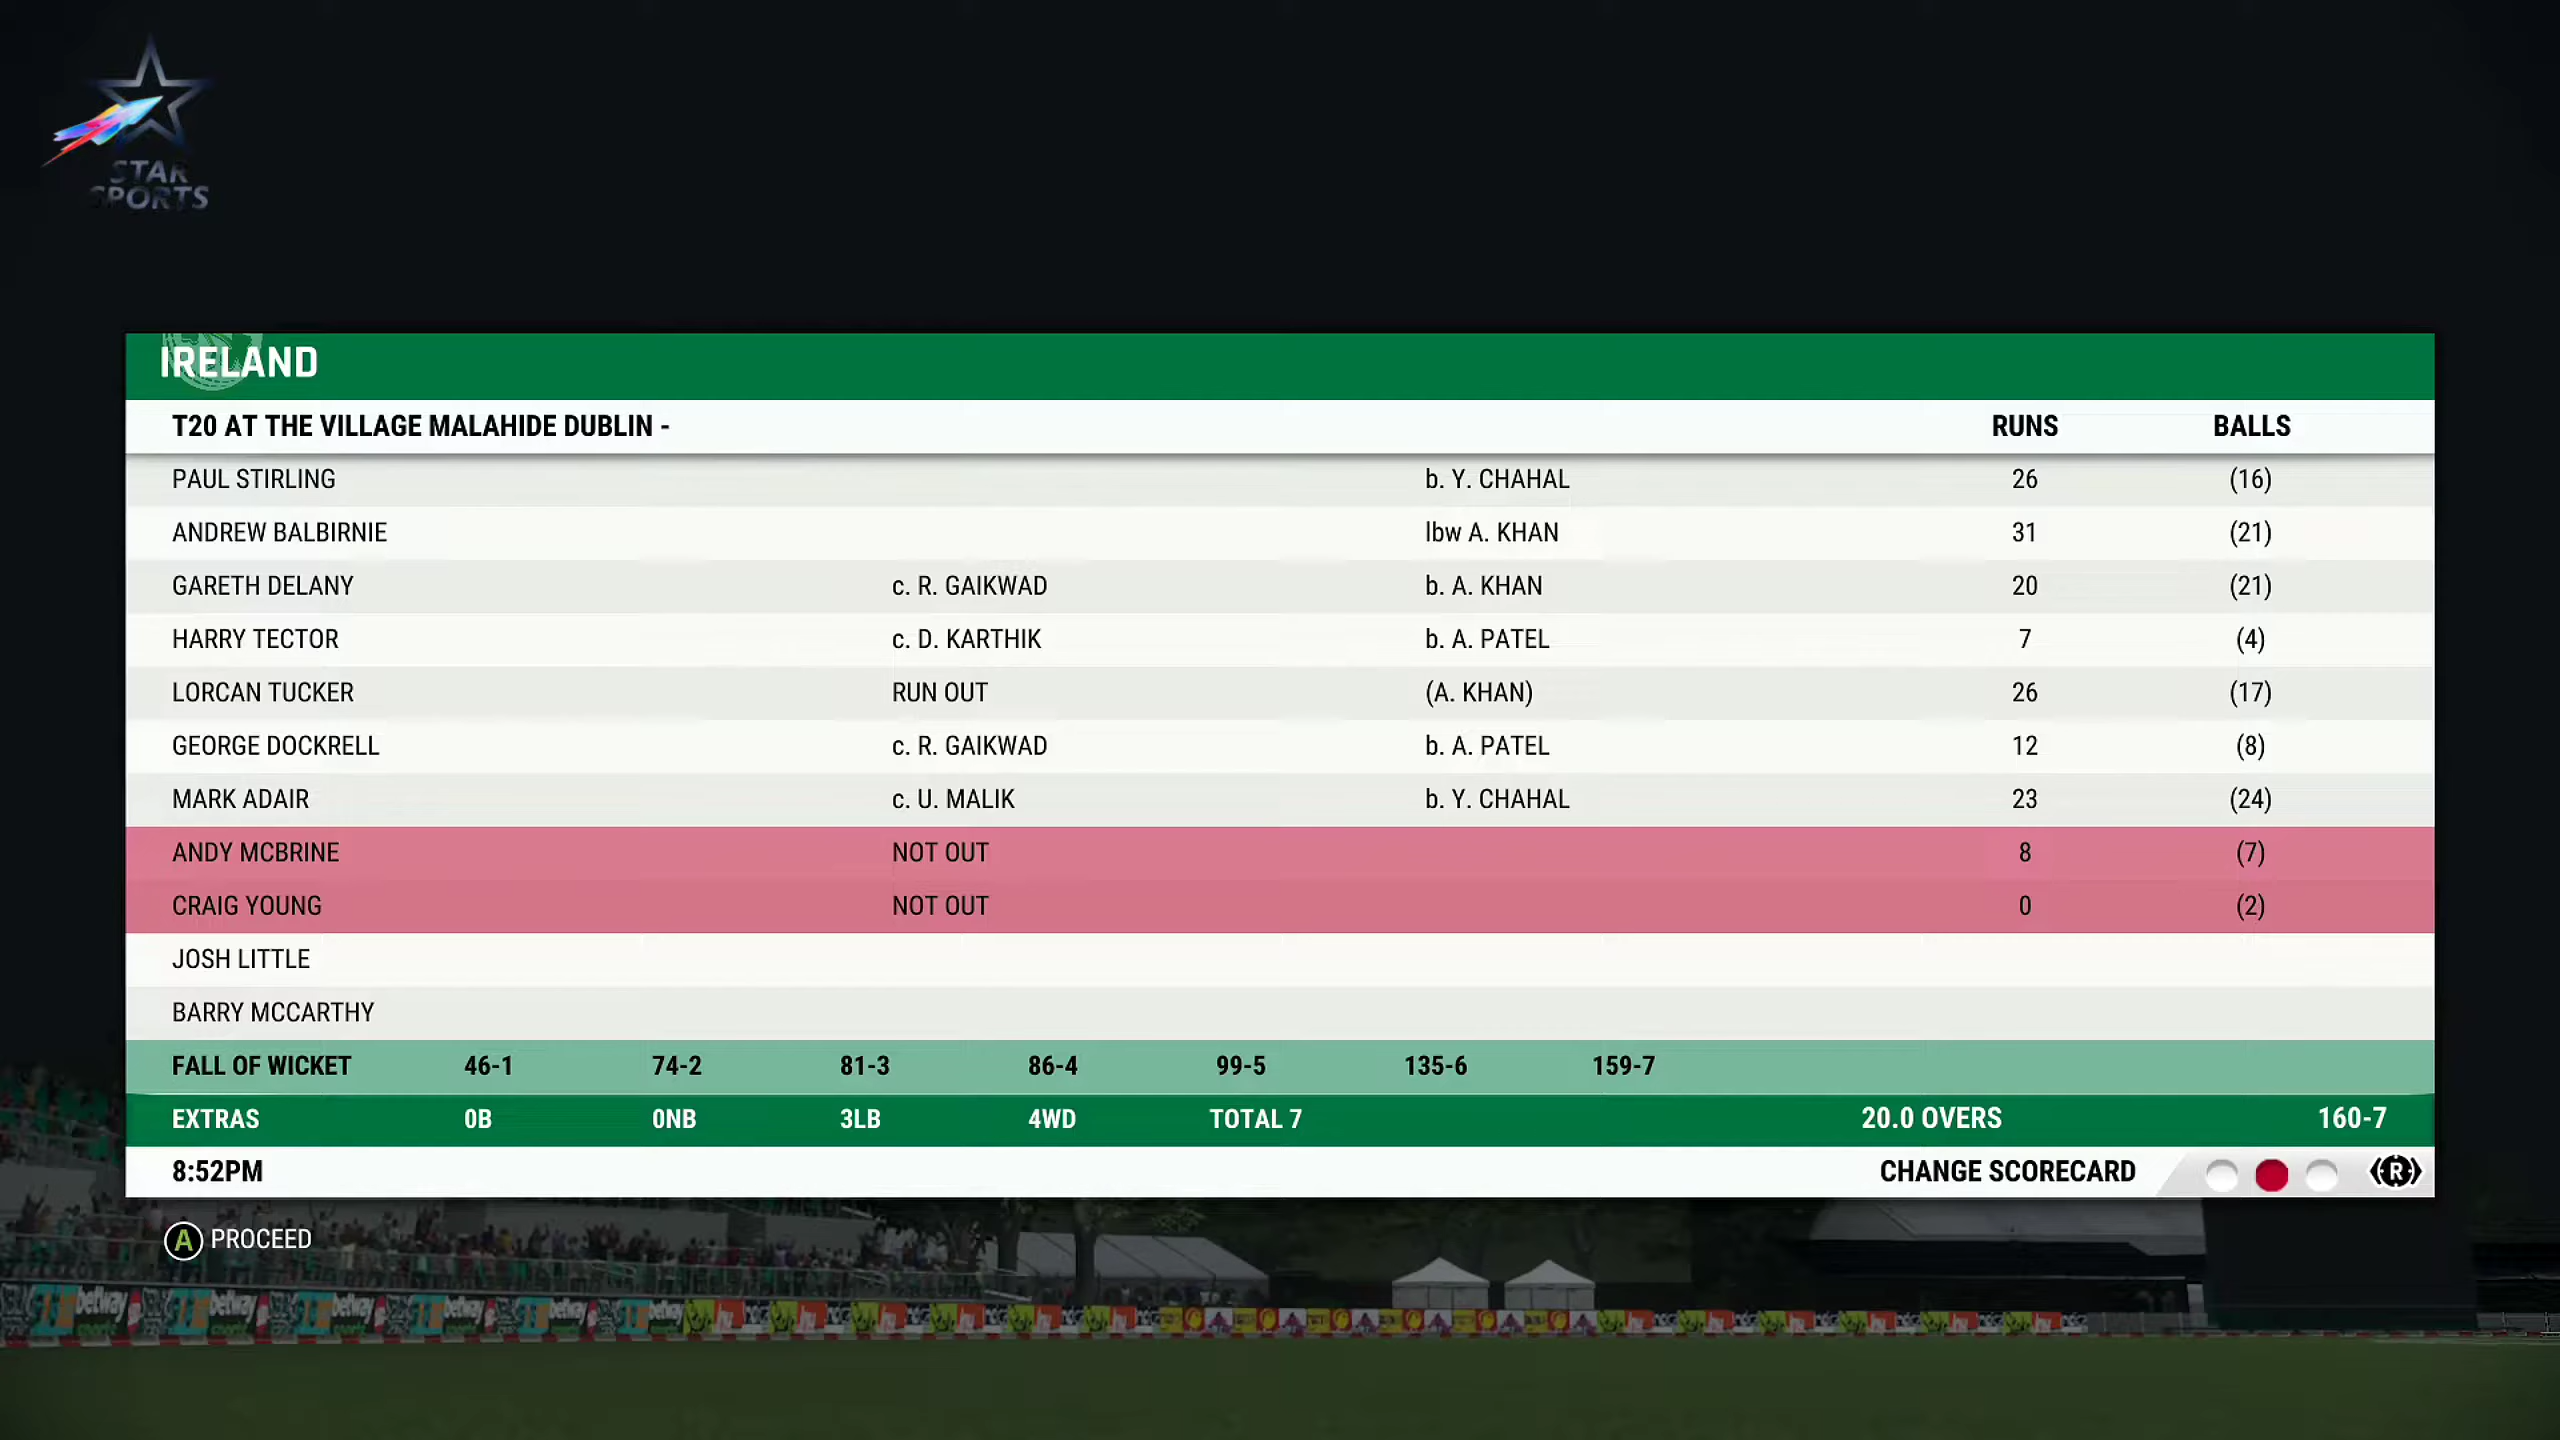 STAR
SPORTS
IRELAND
T20 AT THE VILLAGE MALAHIDE DUBLIN - RUNS BALLS
PAUL STIRLING b. Y. CHAHAL 26 (16)
ANDREW BALBIRNIE lbw A. KHAN 31 (21)
GARETH DELANY c. R. GAIKWAD b. A. KHAN 20 (21)
HARRY TECTOR c. D. KARTHIK b. A. PATEL 7 (4)
LORCAN TUCKER RUN OUT (A. KHAN) 26 (17)
GEORGE DOCKRELL c. R. GAIKWAD b. A. PATEL 12 (8)
MARK ADAIR c. U. MALIK b. Y. CHAHAL 23 (24)
ANDY MCBRINE NOT OUT 8 (7)
CRAIG YOUNG NOT OUT 0 (2)
JOSH LITTLE
BARRY MCCARTHY
FALL OF WICKET 46-1 74-2 81-3 86-4 99-5 135-6 159-7
EXTRAS 0B 0NB 3LB 4WD TOTAL 7 20.0 OVERS 160-7
8:52PM CHANGE SCORECARD R
A PROCEED
betway betway betway betway betway